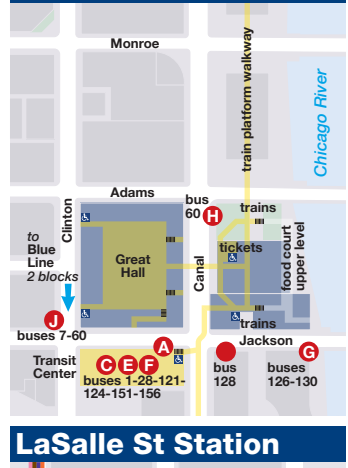 Monroe
train platform walkway
Chicago River
Adams
bus
60 H
trains
Clinton
to
Blue
Line
2 blocks
Great
Hall
Canal
tickets
food court
upper level
J
buses 7-60
trains
Jackson
Transit
Center
A
C E F
buses 1-28-121-
124-151-156
bus
128
G
buses
126-130
LaSalle St Station